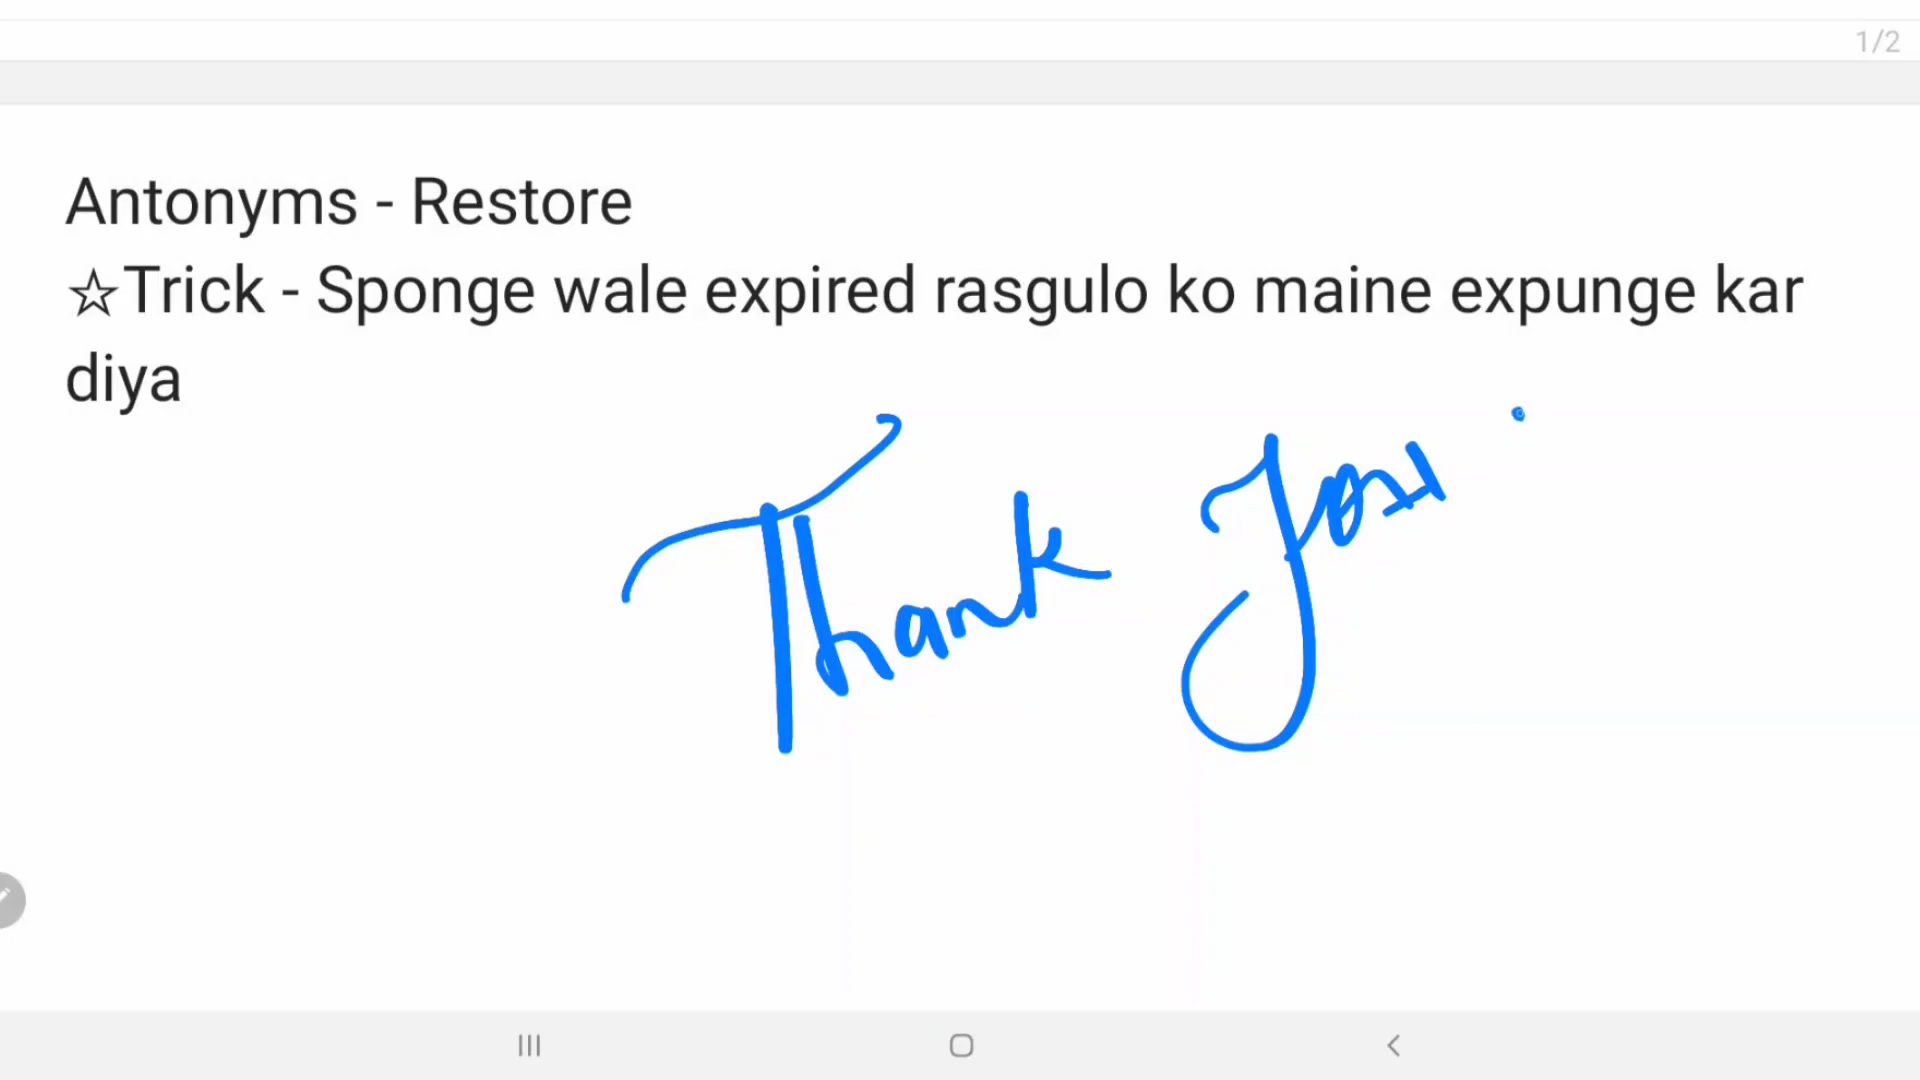 1/2
Antonyms - Restore
☆Trick - Sponge wale expired rasgulo ko maine expunge kar
diya
Thank You